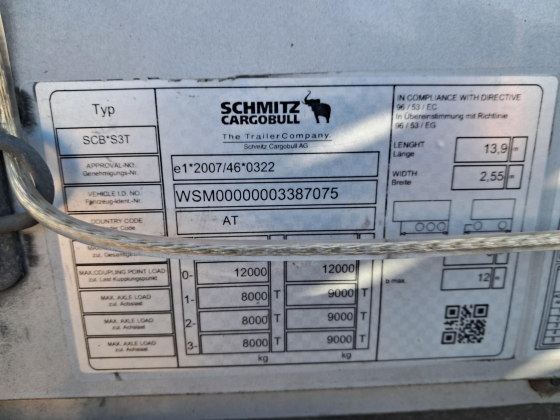 Typ
SCB*S3T
SCHMITZ
CARGOBULL
The TrailerCompany
Schmitz Cargobull AG
IN COMPLIANCE WITH DIRECTIVE
96 / 53 / EC
In Übereinstimmung mit Richtlinie
96 / 53 / EG
APPROVAL-NO.
Genehmigungs-Nr.
e1*2007/46*0322
LENGHT
Länge
13,9 m
VEHICLE I.D. NO.
Fahrzeug-Ident.-Nr.
WSM00000003387075
WIDTH
Breite
2,55 m
COUNTRY CODE
Code
AT
MAX.
MAX.COUPLING POINT LOAD
zul. Last Kupplungspunkt
0- 12000 12000
a max. 12
MAX. AXLE LOAD
zul. Achslast
1- 8000 T 9000 T
MAX. AXLE LOAD
zul. Achslast
2- 8000 T 9000 T
MAX. AXLE LOAD
zul. Achslast
3- 8000 T 9000 T
kg kg